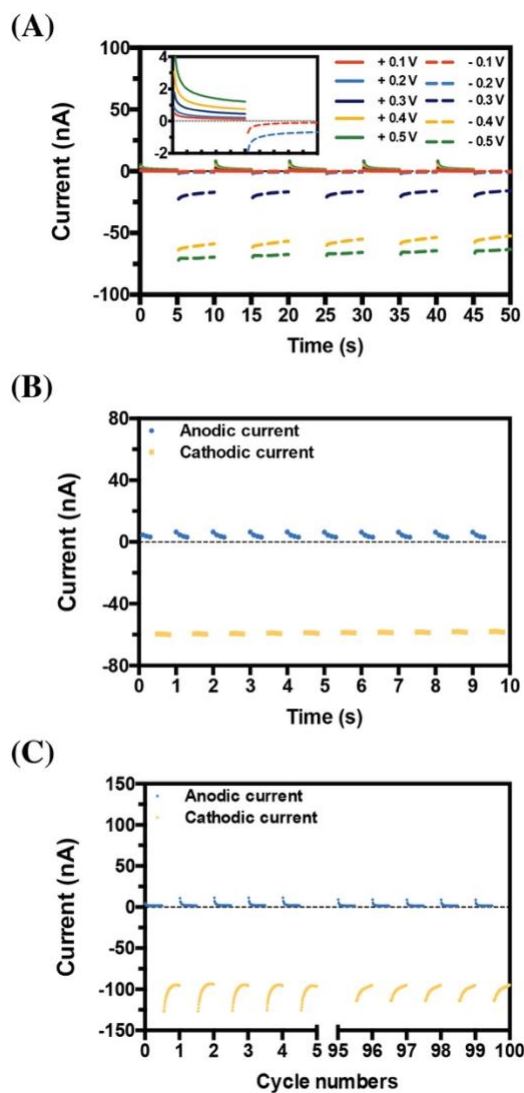 (A)
100
50
0
-50
-100
Current (nA)
4
2
0
-2
+ 0.1 V
+ 0.2 V
+ 0.3 V
+ 0.4 V
+ 0.5 V
- 0.1 V
- 0.2 V
- 0.3 V
- 0.4 V
- 0.5 V
0 5 10 15 20 25 30 35 40 45 50
Time (s)
(B)
80
40
0
-40
-80
Current (nA)
Anodic current
Cathodic current
0 1 2 3 4 5 6 7 8 9 10
Time (s)
(C)
150
100
50
0
-50
-100
-150
Current (nA)
Anodic current
Cathodic current
0 1 2 3 4 5 95 96 97 98 99 100
Cycle numbers